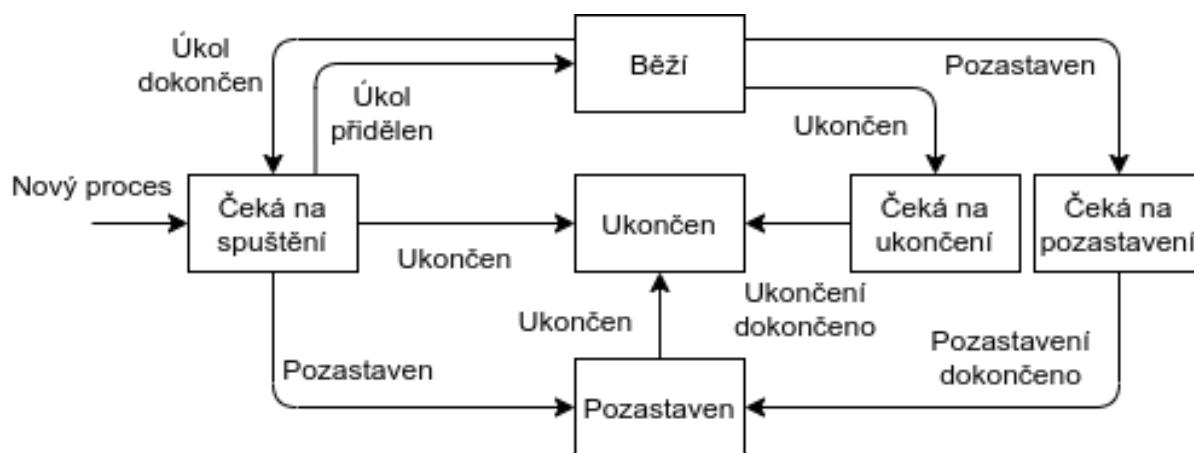 Běží
Úkol
dokončen
Úkol
přidělen
Pozastaven
Ukončen
Nový proces
Čeká na
spuštění
Ukončen
Čeká na
ukončení
Čeká na
pozastavení
Ukončen
Ukončení
dokončeno
Ukončen
Pozastavení
dokončeno
Pozastaven
Pozastaven